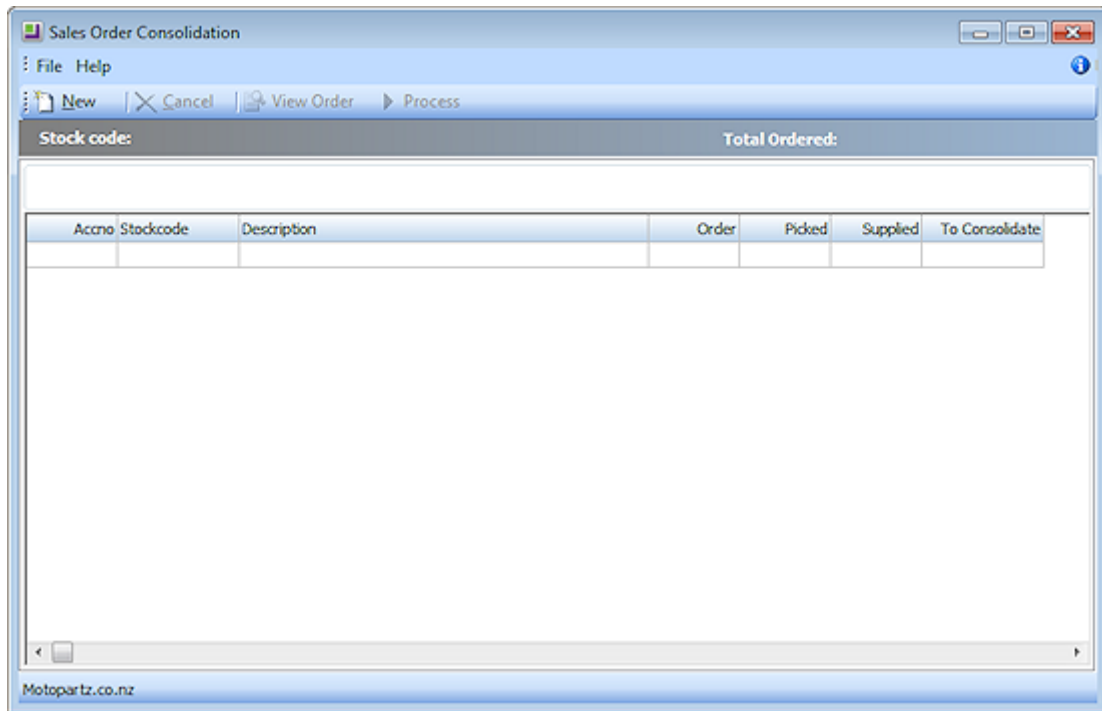 Sales Order Consolidation
File Help
New Cancel View Order Process
Stock code: Total Ordered:
Accno Stockcode Description Order Picked Supplied To Consolidate
Motopartz.co.nz